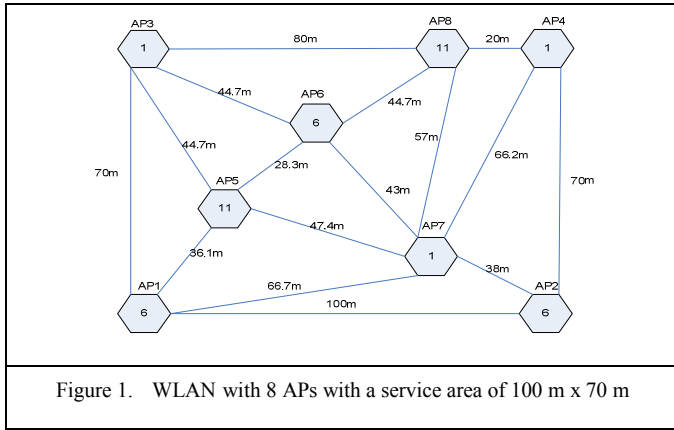 AP3 AP8 AP4
1 80m 11 20m 1
AP6
44.7m 6 44.7m
57m 66.2m
44.7m 28.3m
70m 43m 70m
AP5
11 47.4m AP7
36.1m 1
AP1 66.7m 38m AP2
6 100m 6
Figure 1. WLAN with 8 APs with a service area of 100 m x 70 m